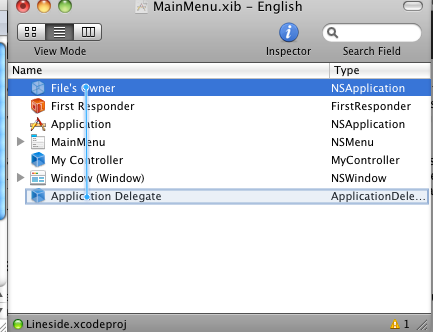 MainMenu.xib – English
View Mode
Inspector
Search Field
Name Type
File's Owner NSApplication
First Responder FirstResponder
Application NSApplication
MainMenu NSMenu
My Controller MyController
Window (Window) NSWindow
Application Delegate ApplicationDele...
Lineside.xcodeproj 1